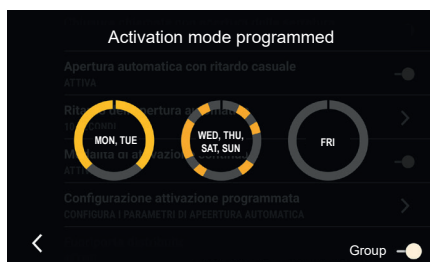 Activation mode programmed
Apertura automatica con ritardo casuale
ATTIVA
MON, TUE
WED, THU,
SAT, SUN
FRI
Configurazione attivazione programmata
CONFIGURA I PARAMETRI DI APEERTURA AUTOMATICA
Group